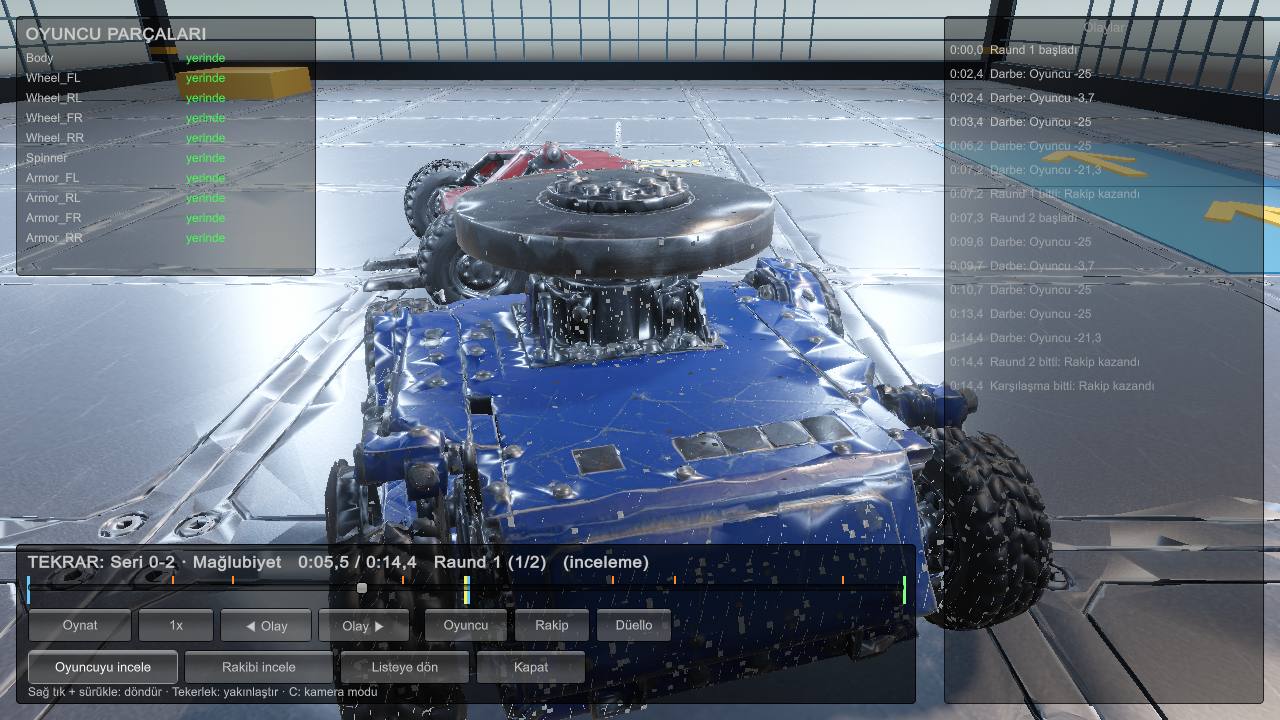 OYUNCU PARÇALARI
Body yerinde
Wheel_FL yerinde
Wheel_RL yerinde
Wheel_FR yerinde
Wheel_RR yerinde
Spinner yerinde
Armor_FL yerinde
Armor_RL yerinde
Armor_FR yerinde
Armor_RR yerinde
Olaylar
0:00,0 Raund 1 başladı
0:02,4 Darbe: Oyuncu -25
0:02,4 Darbe: Oyuncu -3,7
0:03,4 Darbe: Oyuncu -25
0:06,2 Darbe: Oyuncu -25
0:07,2 Darbe: Oyuncu -21,3
0:07,2 Raund 1 bitti: Rakip kazandı
0:07,3 Raund 2 başladı
0:09,6 Darbe: Oyuncu -25
0:09,7 Darbe: Oyuncu -3,7
0:10,7 Darbe: Oyuncu -25
0:13,4 Darbe: Oyuncu -25
0:14,4 Darbe: Oyuncu -21,3
0:14,4 Raund 2 bitti: Rakip kazandı
0:14,4 Karşılaşma bitti: Rakip kazandı
TEKRAR: Seri 0-2 · Mağlubiyet 0:05,5 / 0:14,4 Raund 1 (1/2) (inceleme)
Oynat 1x ◀ Olay Olay ▶ Oyuncu Rakip Düello
Oyuncuyu incele Rakibi incele Listeye dön Kapat
Sağ tık + sürükle: döndür · Tekerlek: yakınlaştır · C: kamera modu